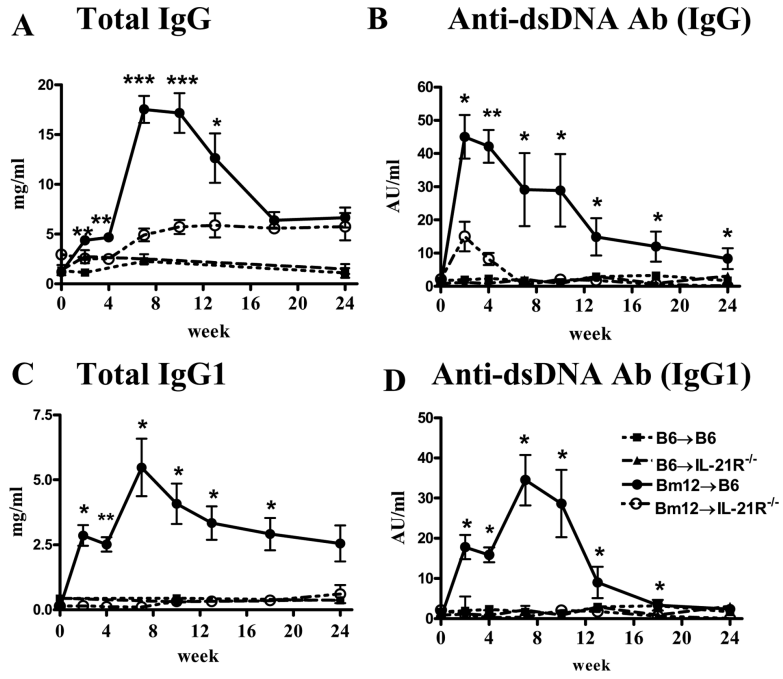 A Total IgG
mg/ml
20
15
10
5
0
*** ***
*
** **
0 4 8 12 16 20 24
week
B Anti-dsDNA Ab (IgG)
AU/ml
60
50
40
30
20
10
0
* ** * * * * *
0 4 8 12 16 20 24
week
C Total IgG1
mg/ml
7.5
5.0
2.5
0.0
* ** * * * *
0 4 8 12 16 20 24
week
D Anti-dsDNA Ab (IgG1)
AU/ml
50
40
30
20
10
0
* * * * * *
0 4 8 12 16 20 24
week
B6→B6
B6→IL-21R-/-
Bm12→B6
Bm12→IL-21R-/-